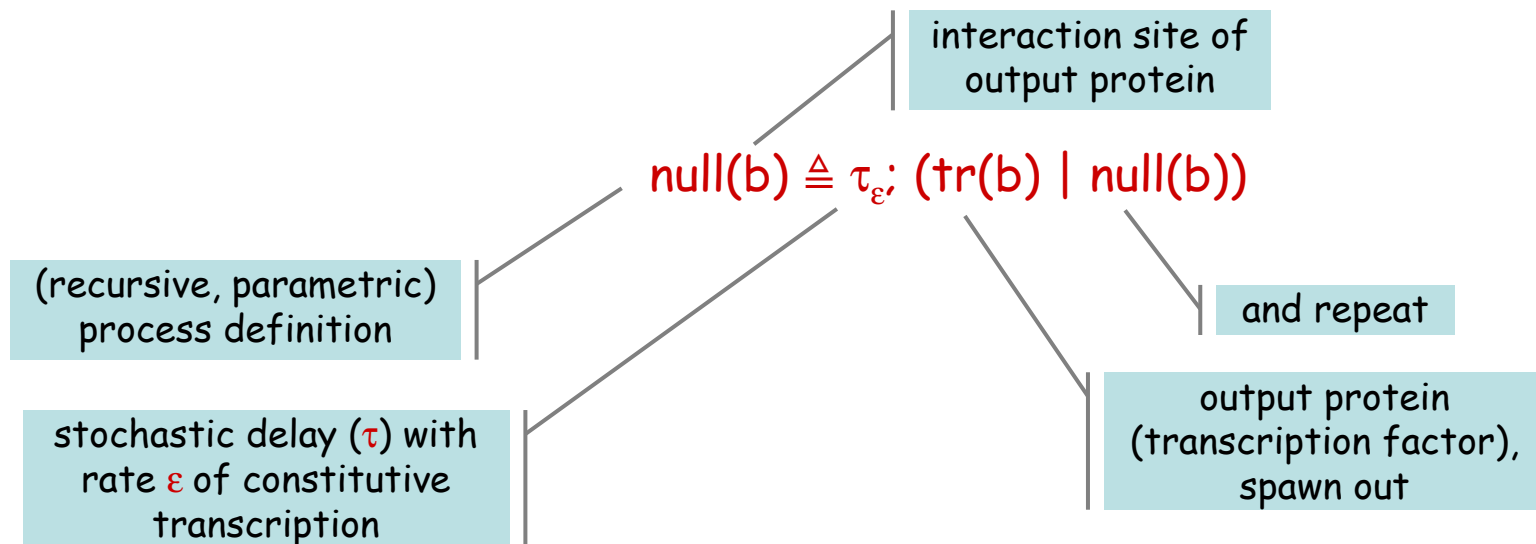 interaction site of
output protein
null(b) ≜ τε; (tr(b) | null(b))
(recursive, parametric)
process definition
and repeat
stochastic delay (τ) with
rate ε of constitutive
transcription
output protein
(transcription factor),
spawn out